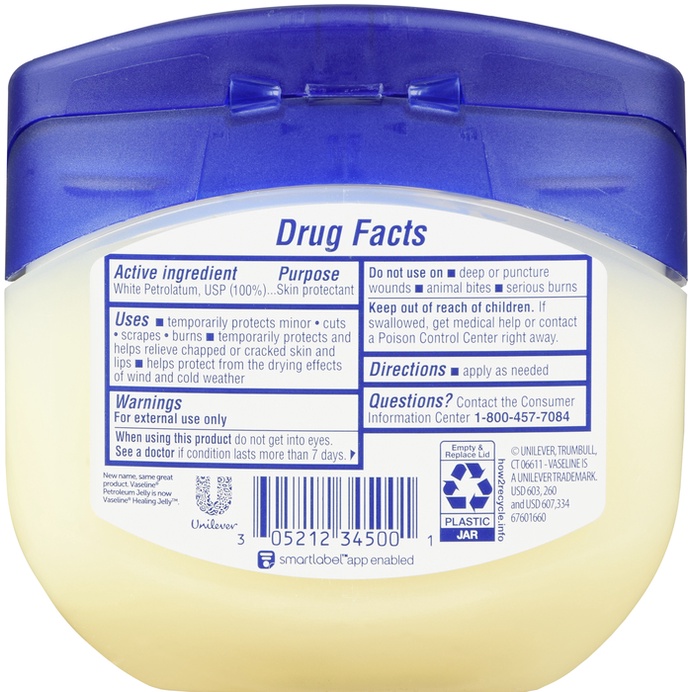 Drug Facts
Active ingredient Purpose
White Petrolatum, USP (100%)...Skin protectant
Uses ■ temporarily protects minor • cuts
• scrapes • burns ■ temporarily protects and
helps relieve chapped or cracked skin and
lips ■ helps protect from the drying effects
of wind and cold weather
Warnings
For external use only
When using this product do not get into eyes.
See a doctor if condition lasts more than 7 days.
Do not use on ■ deep or puncture
wounds ■ animal bites ■ serious burns
Keep out of reach of children. If
swallowed, get medical help or contact
a Poison Control Center right away.
Directions ■ apply as needed
Questions? Contact the Consumer
Information Center 1-800-457-7084
New name, same great
product. Vaseline®
Petroleum Jelly is now
Vaseline® Healing Jelly™.
Unilever
3 05212 34500 1
smartlabel™ app enabled
Empty &
Replace Lid
PLASTIC
JAR
how2recycle.info
© UNILEVER, TRUMBULL,
CT 06611 - VASELINE IS
A UNILEVER TRADEMARK.
USD 603, 260
and USD 607,334
67601660